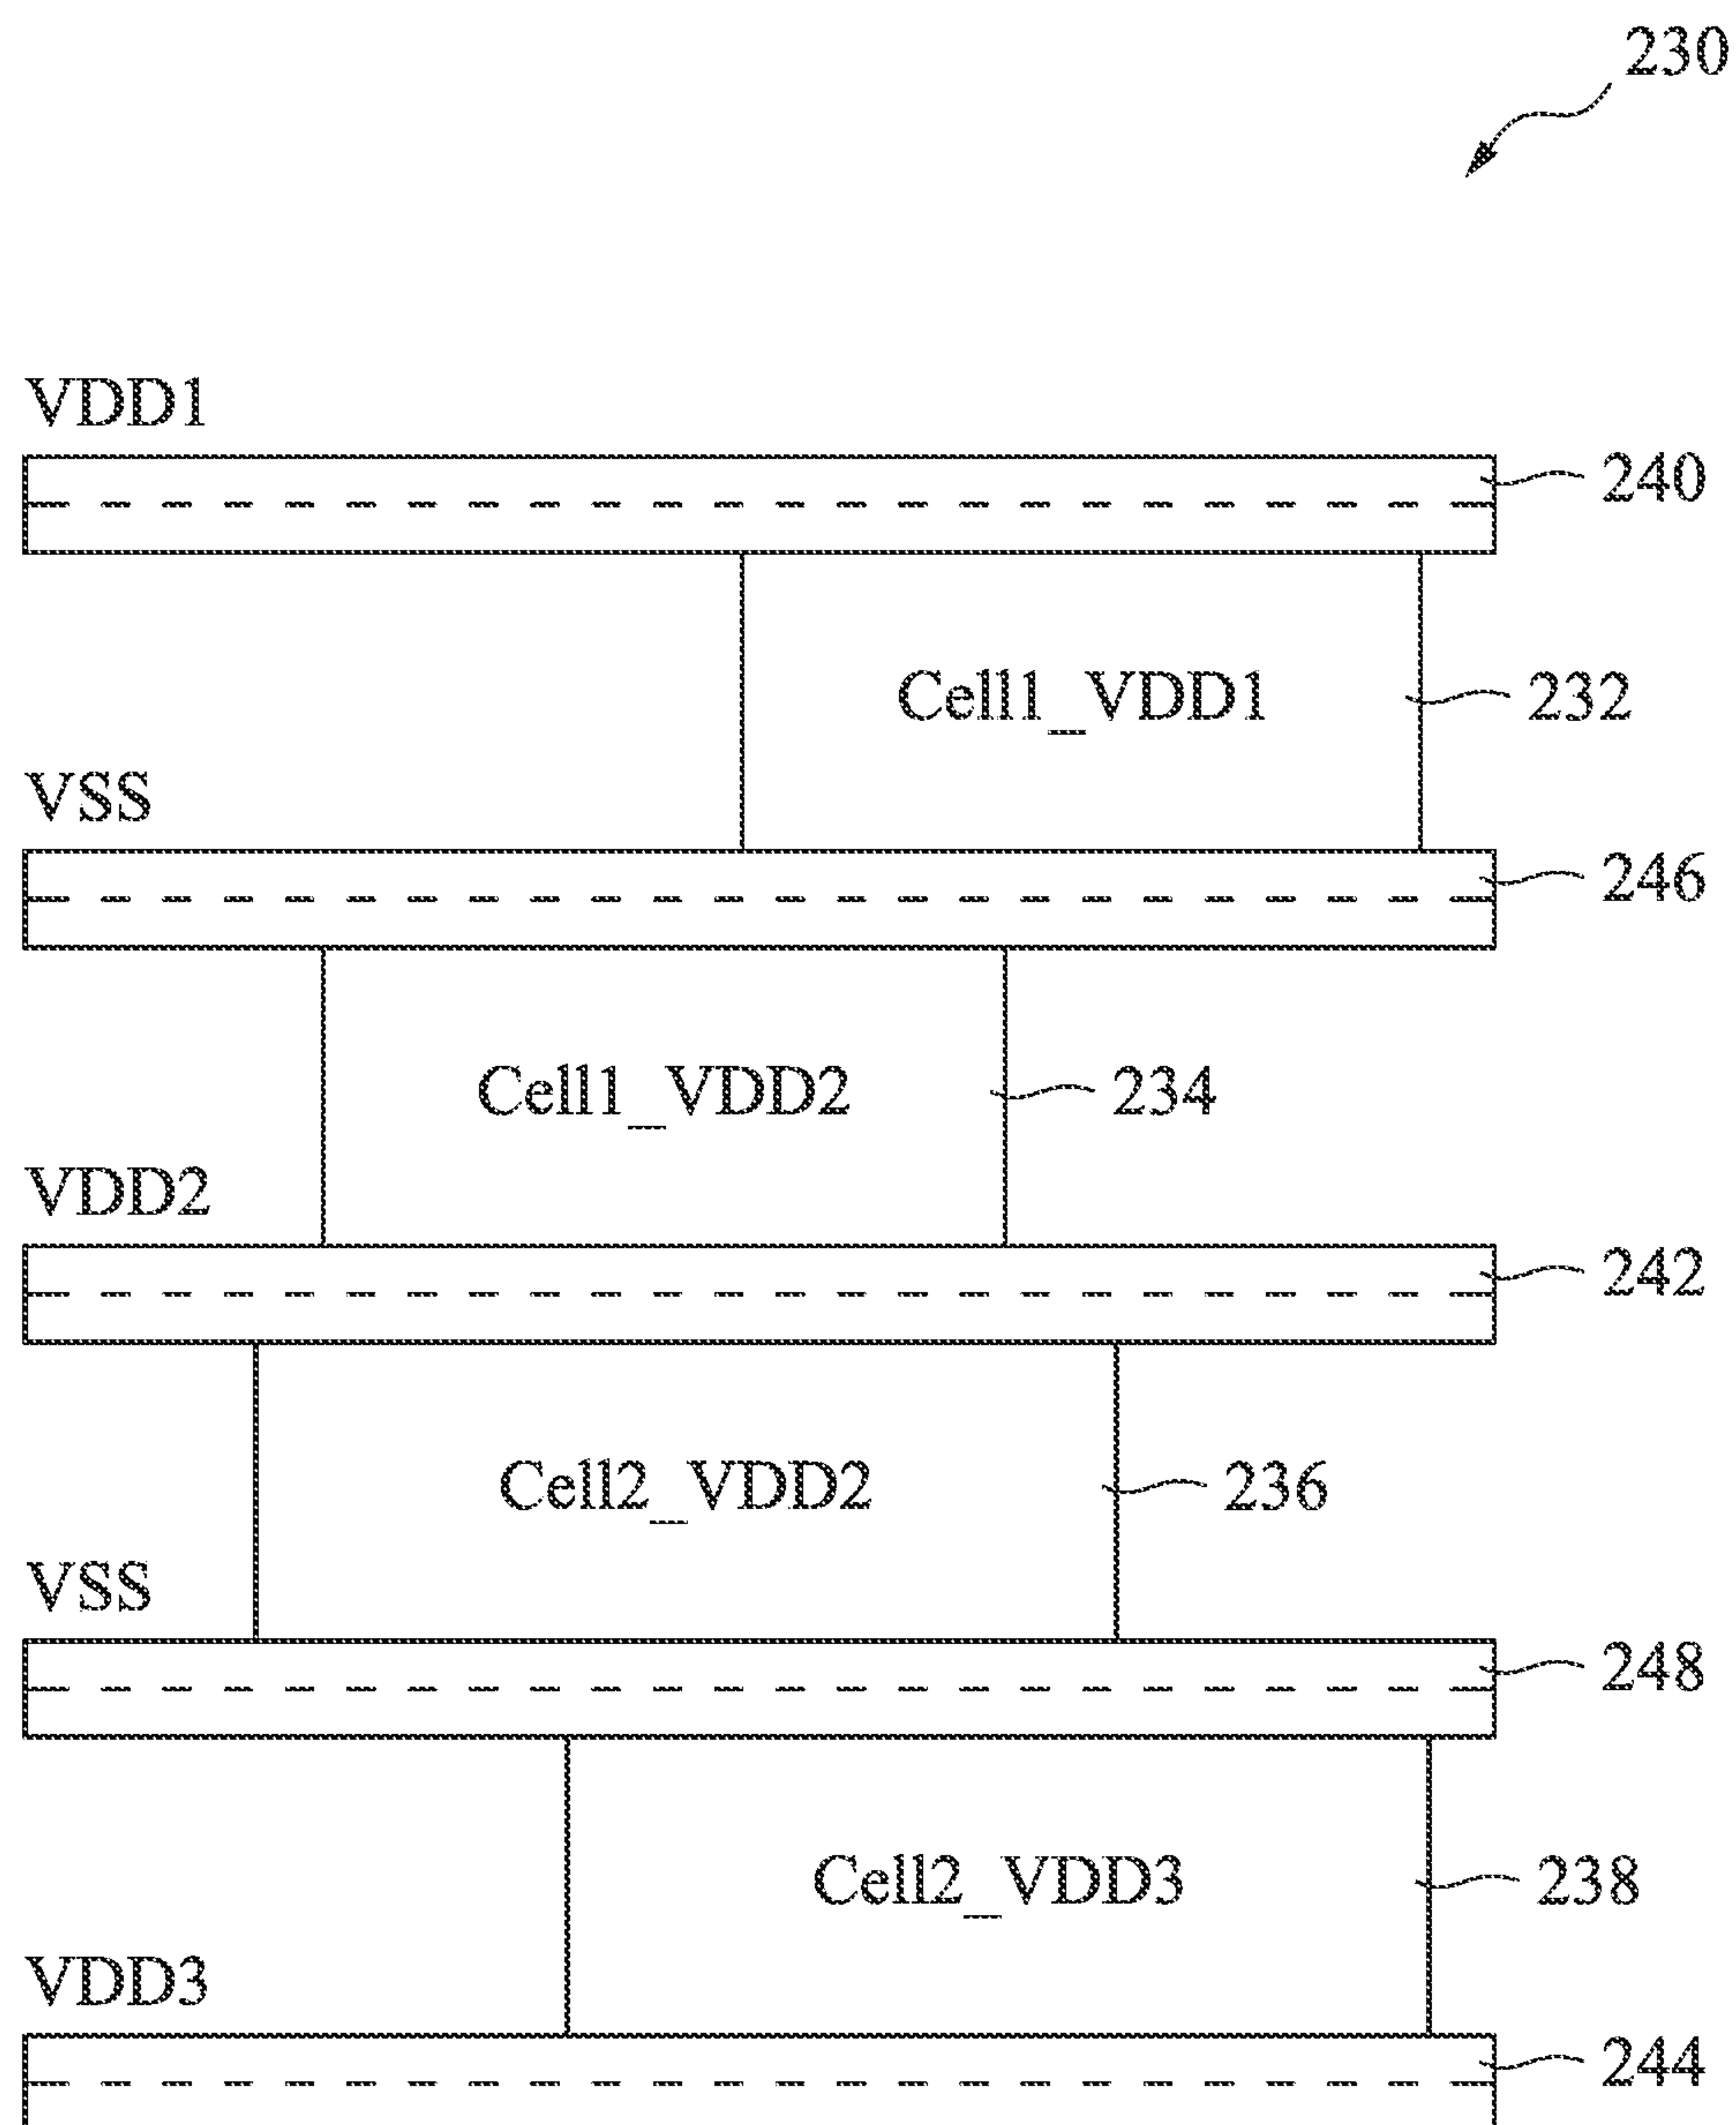 230
VDD1
240
Cell1_VDD1
232
VSS
246
Cell1_VDD2
234
VDD2
242
Cell2_VDD2
236
VSS
248
Cell2_VDD3
238
VDD3
244